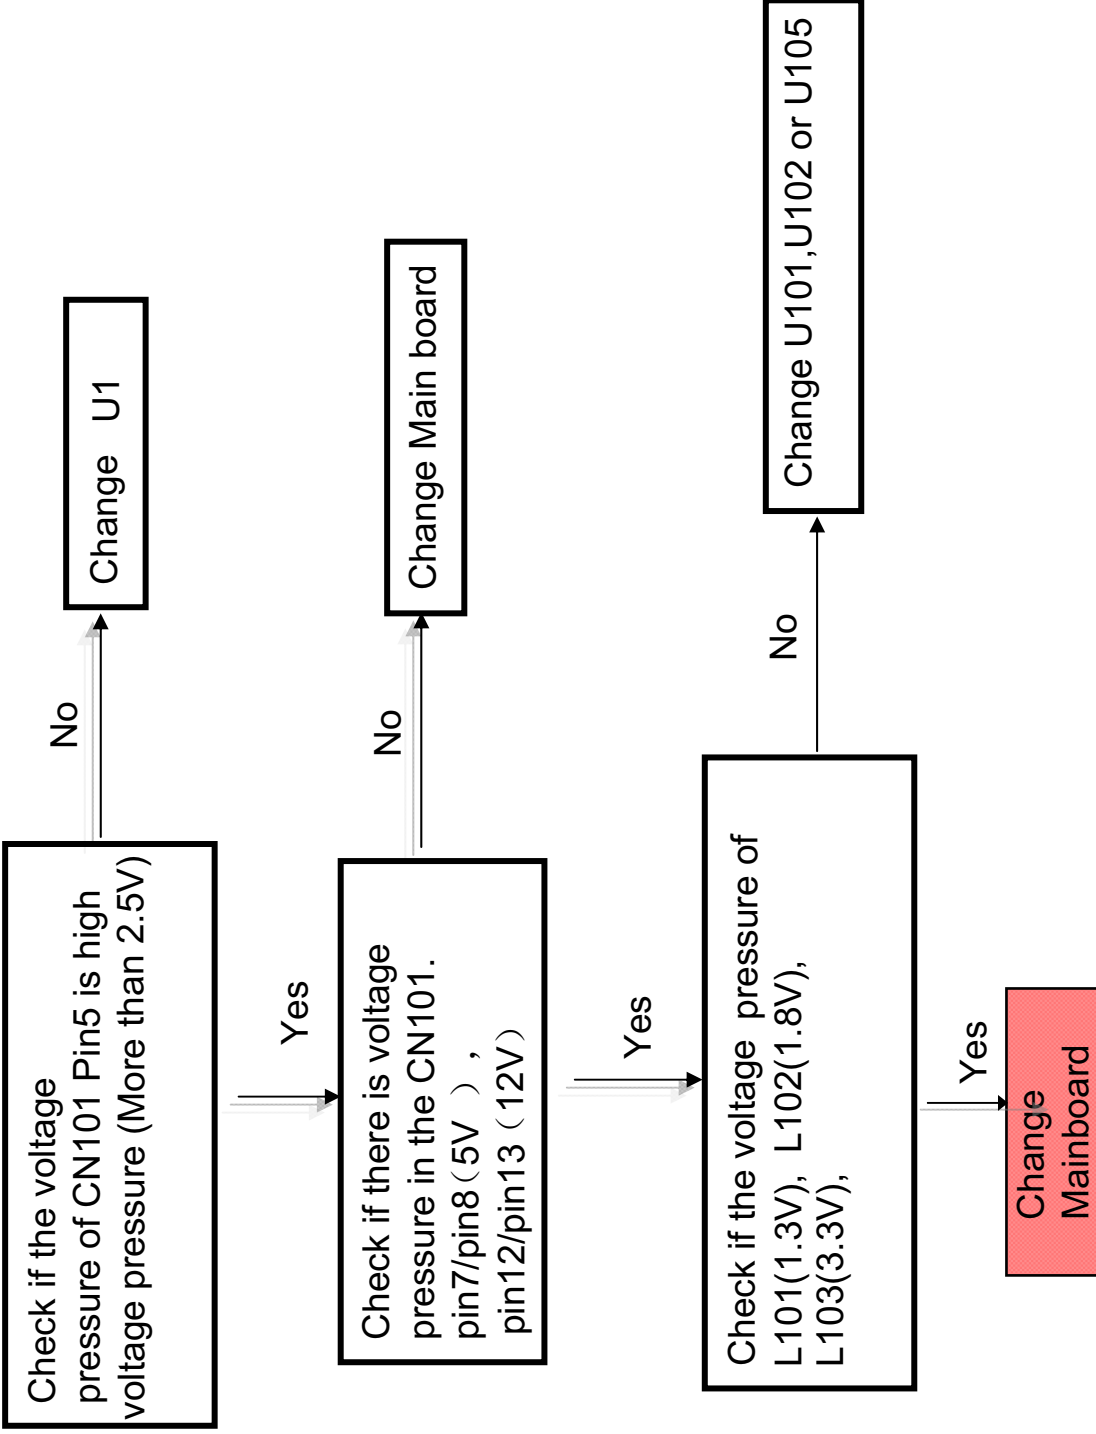 Check if the voltage
pressure of CN101 Pin5 is high
voltage pressure (More than 2.5V)
No
Change   U1
Yes
Check if there is voltage
pressure in the CN101.
pin7/pin8（5V ），
pin12/pin13（12V）
No
Change Main board
Yes
Check if the voltage  pressure of
L101(1.3V),   L102(1.8V),
L103(3.3V),
No
Change U101,U102 or U105
Yes
Change
Mainboard